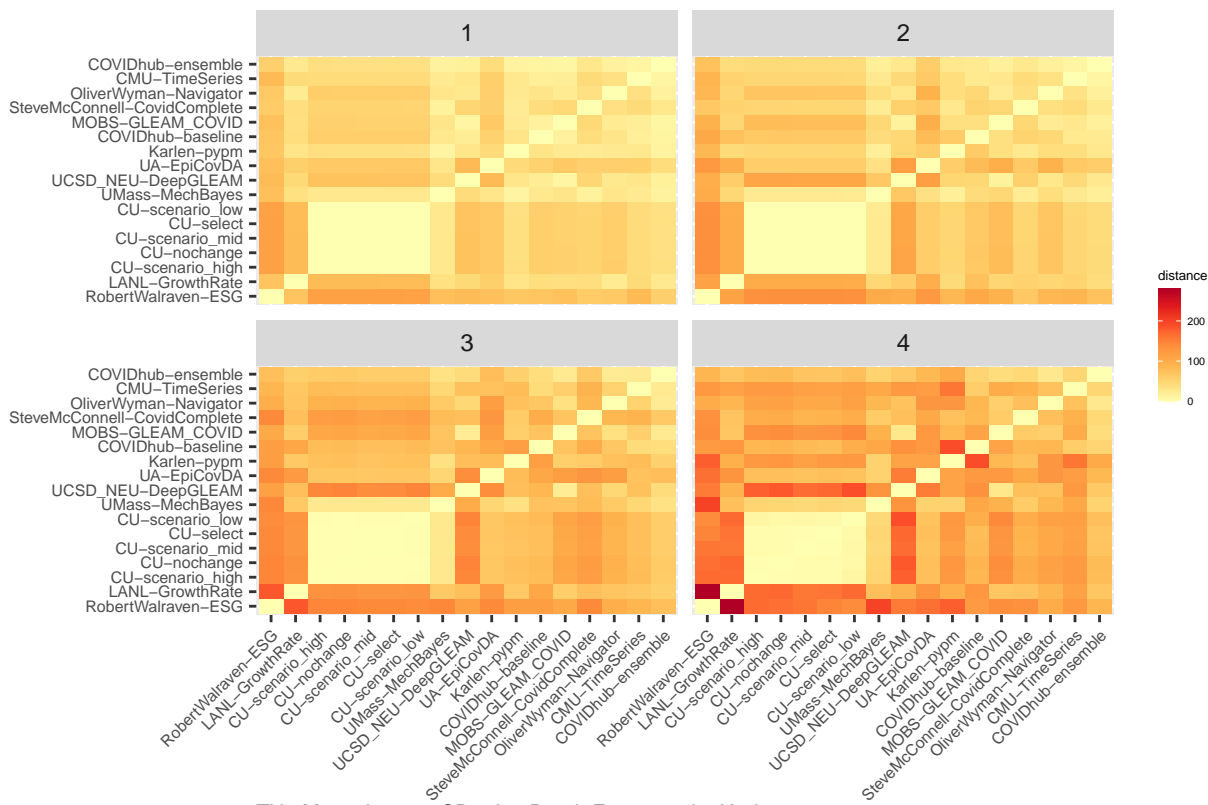 1
2
COVIDhub−ensemble
CMU−TimeSeries
OliverWyman−Navigator
SteveMcConnell−CovidComplete
MOBS−GLEAM_COVID
COVIDhub−baseline
Karlen−pypm
UA−EpiCovDA
UCSD_NEU−DeepGLEAM
UMass−MechBayes
CU−scenario_low
CU−select
CU−scenario_mid
CU−nochange
CU−scenario_high
LANL−GrowthRate
RobertWalraven−ESG
distance
200
100
0
3
4
COVIDhub−ensemble
CMU−TimeSeries
OliverWyman−Navigator
SteveMcConnell−CovidComplete
MOBS−GLEAM_COVID
COVIDhub−baseline
Karlen−pypm
UA−EpiCovDA
UCSD_NEU−DeepGLEAM
UMass−MechBayes
CU−scenario_low
CU−select
CU−scenario_mid
CU−nochange
CU−scenario_high
LANL−GrowthRate
RobertWalraven−ESG
RobertWalraven−ESG
LANL−GrowthRate
CU−scenario_high
CU−nochange
CU−scenario_mid
CU−select
CU−scenario_low
UMass−MechBayes
UCSD_NEU−DeepGLEAM
UA−EpiCovDA
Karlen−pypm
COVIDhub−baseline
MOBS−GLEAM_COVID
SteveMcConnell−CovidComplete
OliverWyman−Navigator
CMU−TimeSeries
COVIDhub−ensemble
RobertWalraven−ESG
LANL−GrowthRate
CU−scenario_high
CU−nochange
CU−scenario_mid
CU−select
CU−scenario_low
UMass−MechBayes
UCSD_NEU−DeepGLEAM
UA−EpiCovDA
Karlen−pypm
COVIDhub−baseline
MOBS−GLEAM_COVID
SteveMcConnell−CovidComplete
OliverWyman−Navigator
CMU−TimeSeries
COVIDhub−ensemble